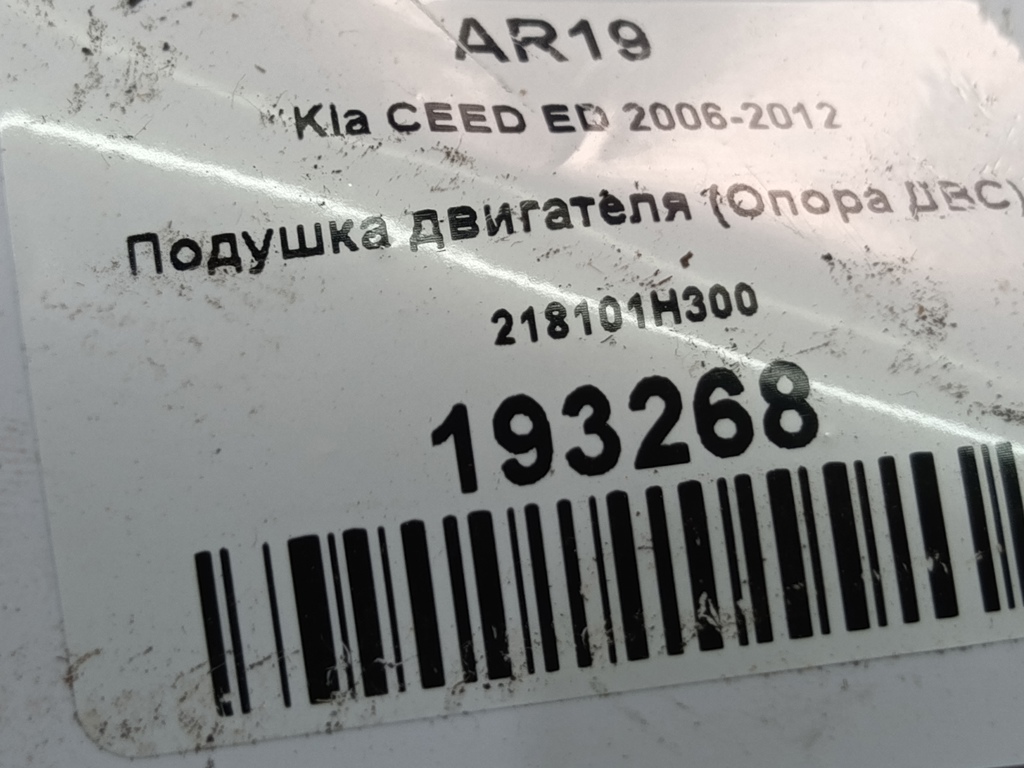 AR19
Kia CEED ED 2006-2012
Подушка двигателя (Опора ДВС)
218101H300
193268